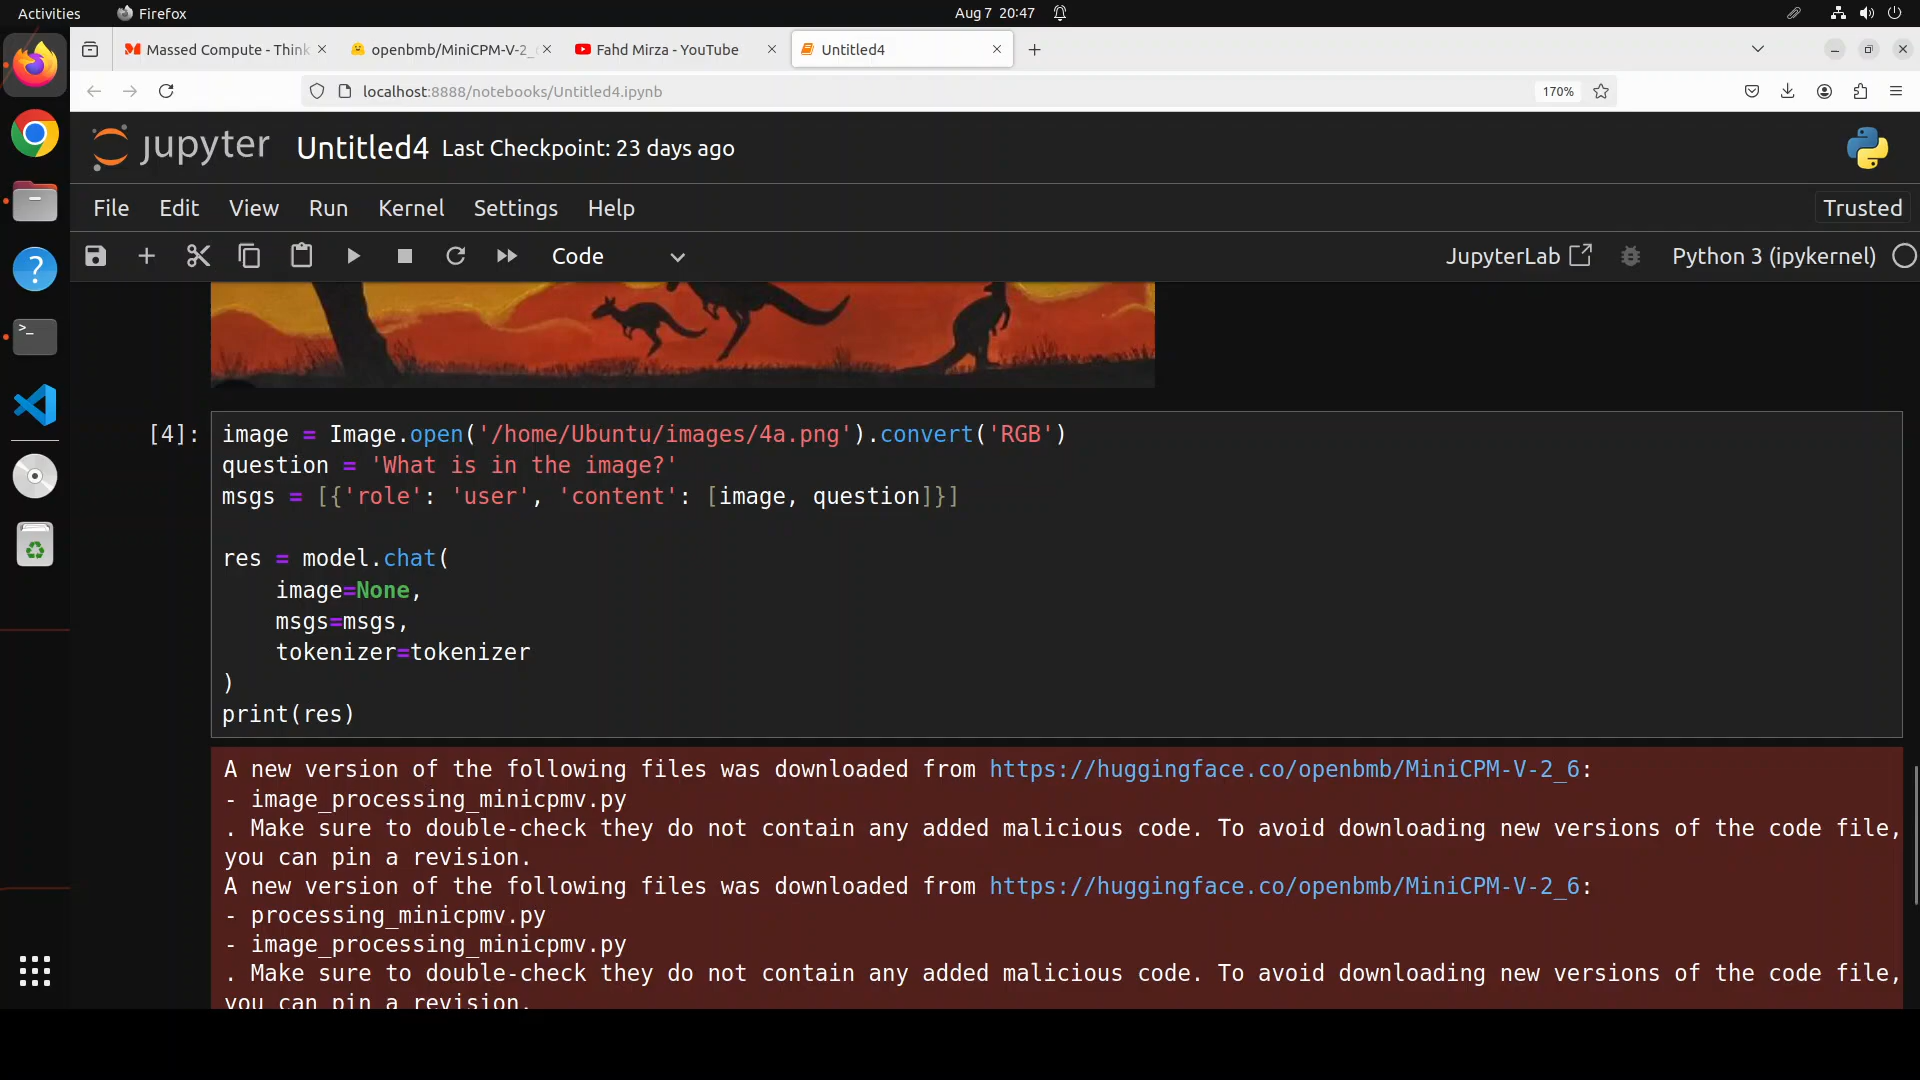 Activities Firefox Aug 7 20:47
Massed Compute - Think openbmb/MiniCPM-V-2_ Fahd Mirza - YouTube Untitled4
localhost:8888/notebooks/Untitled4.ipynb 170%
jupyter Untitled4 Last Checkpoint: 23 days ago
File Edit View Run Kernel Settings Help Trusted
Code JupyterLab Python 3 (ipykernel)
[4]: image = Image.open('/home/Ubuntu/images/4a.png').convert('RGB')
question = 'What is in the image?'
msgs = [{'role': 'user', 'content': [image, question]}]
res = model.chat(
    image=None,
    msgs=msgs,
    tokenizer=tokenizer
)
print(res)
A new version of the following files was downloaded from https://huggingface.co/openbmb/MiniCPM-V-2_6:
- image_processing_minicpmv.py
. Make sure to double-check they do not contain any added malicious code. To avoid downloading new versions of the code file,
you can pin a revision.
A new version of the following files was downloaded from https://huggingface.co/openbmb/MiniCPM-V-2_6:
- processing_minicpmv.py
- image_processing_minicpmv.py
. Make sure to double-check they do not contain any added malicious code. To avoid downloading new versions of the code file,
you can pin a revision.